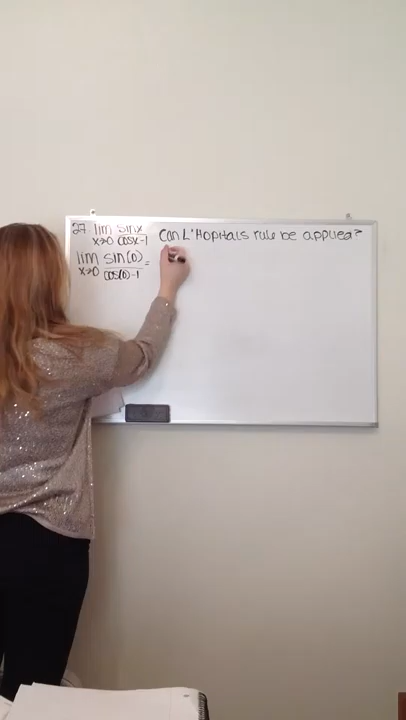 27 lim x→0 sinx / cosx-1 Can L'Hopitals rule be applied?
lim x→0 sin(0) / cos(0)-1 =